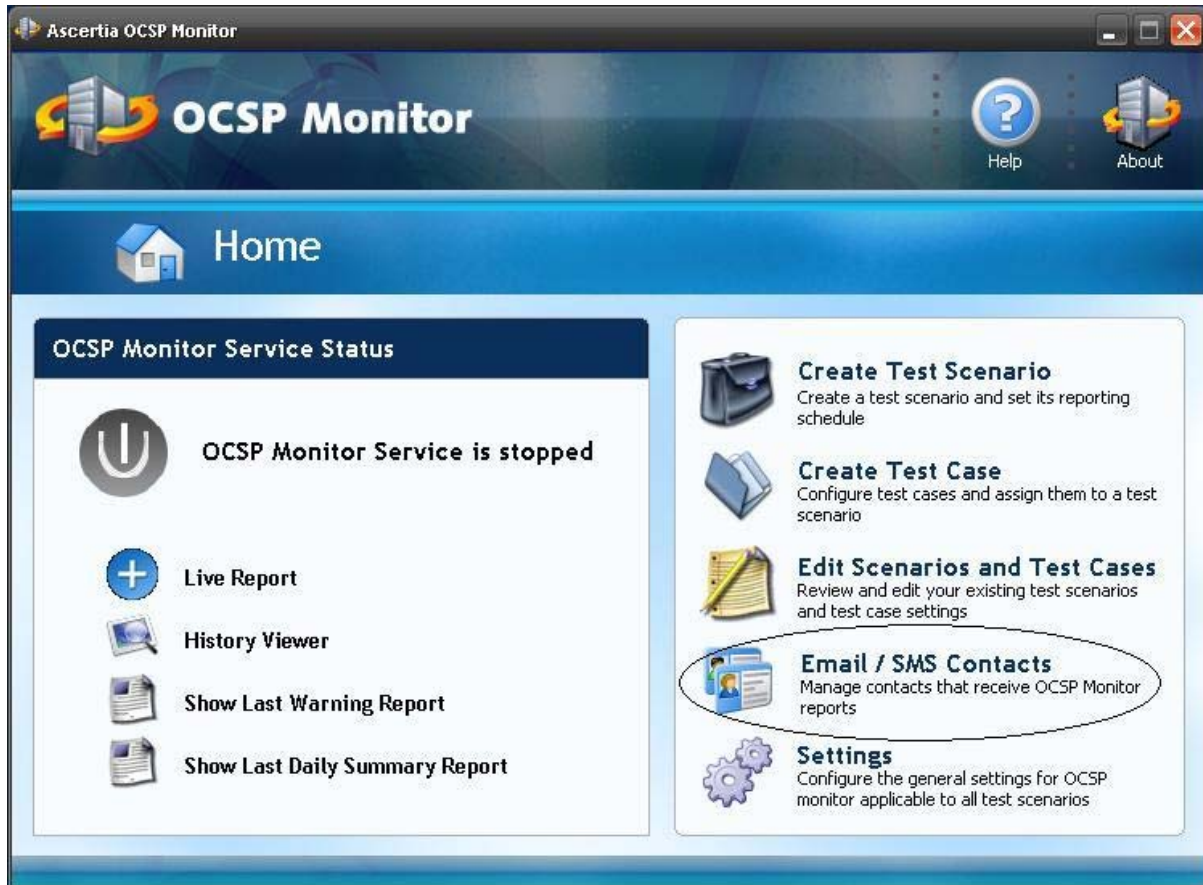 Ascertia OCSP Monitor
OCSP Monitor
Help
About
Home
OCSP Monitor Service Status
OCSP Monitor Service is stopped
Live Report
History Viewer
Show Last Warning Report
Show Last Daily Summary Report
Create Test Scenario
Create a test scenario and set its reporting
schedule
Create Test Case
Configure test cases and assign them to a test
scenario
Edit Scenarios and Test Cases
Review and edit your existing test scenarios
and test case settings
Email / SMS Contacts
Manage contacts that receive OCSP Monitor
reports
Settings
Configure the general settings for OCSP
monitor applicable to all test scenarios